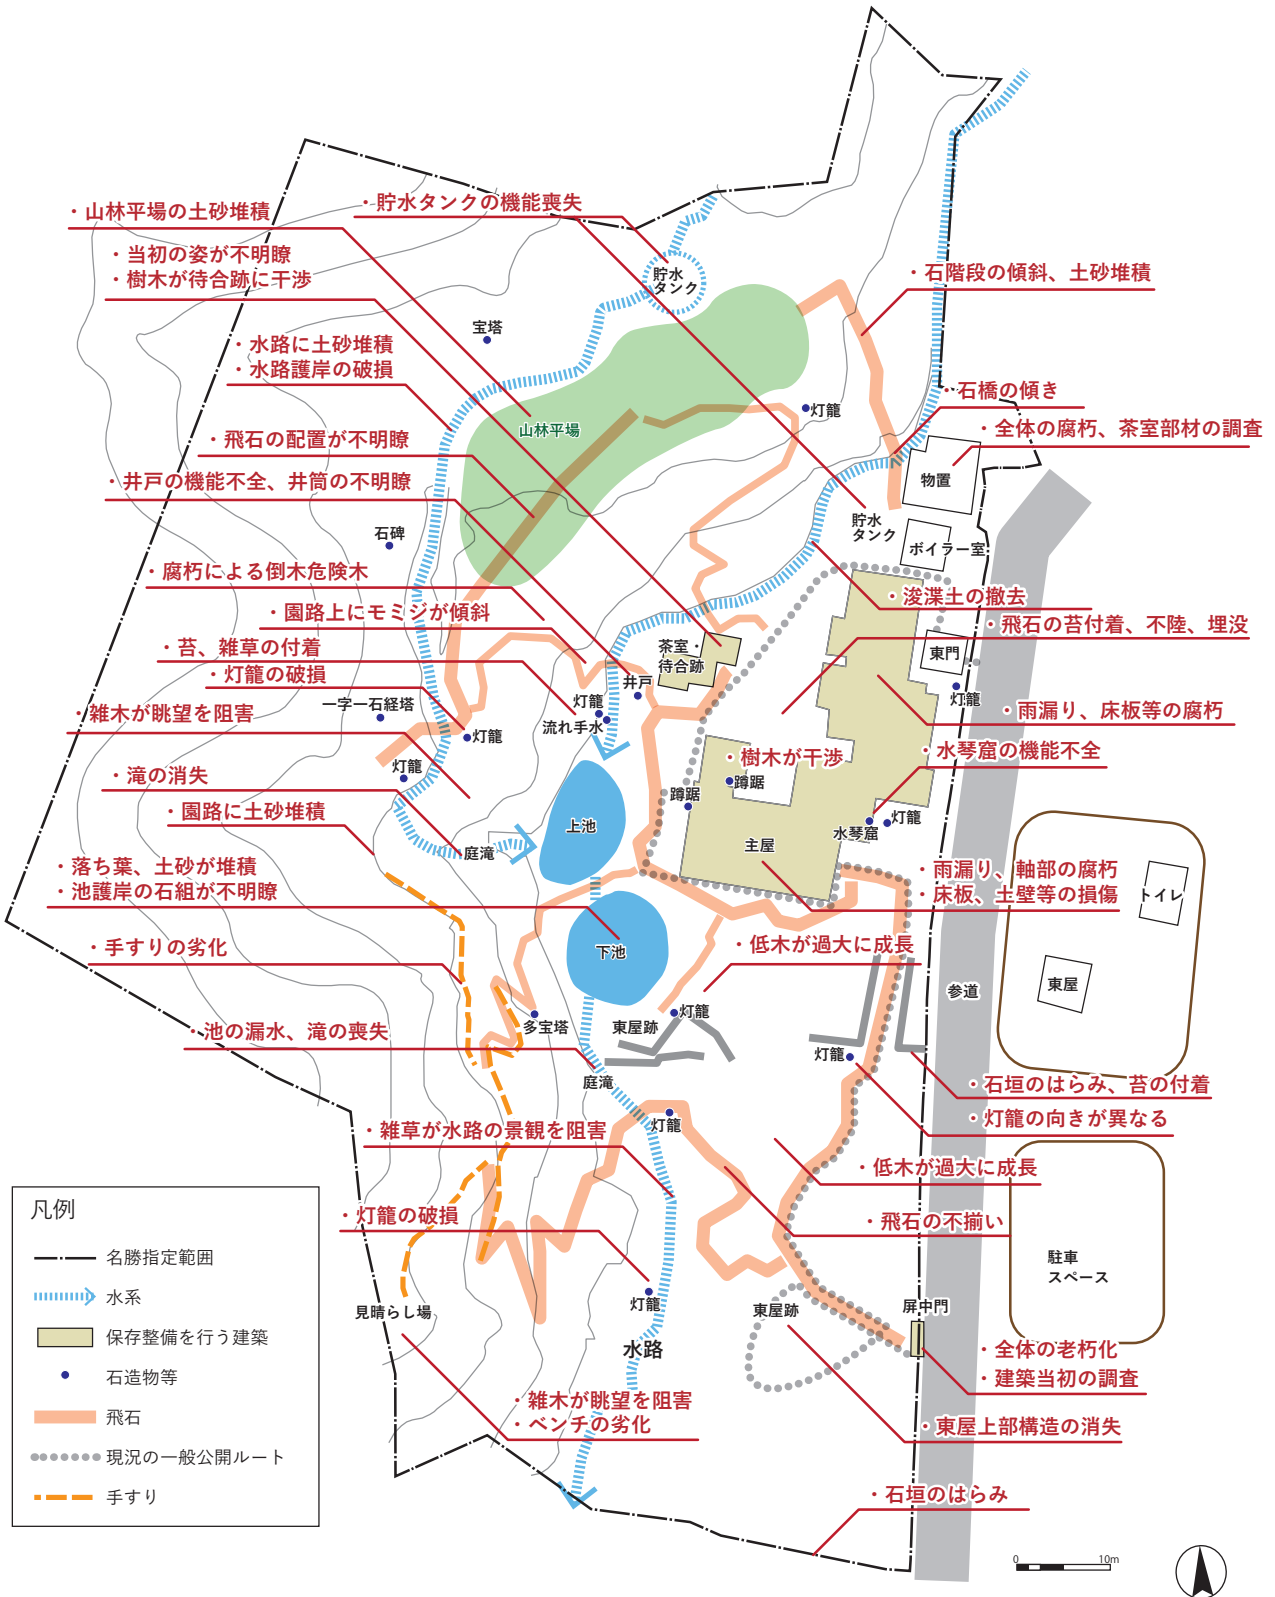 ・山林平場の土砂堆積
・貯水タンクの機能喪失
・当初の姿が不明瞭
・樹木が待合跡に干渉
貯水
タンク
・石階段の傾斜、土砂堆積
宝塔
・水路に土砂堆積
・水路護岸の破損
・石橋の傾き
灯籠
山林平場
・全体の腐朽、茶室部材の調査
・飛石の配置が不明瞭
・井戸の機能不全、井筒の不明瞭
物置
石碑
貯水
タンク
ボイラー室
・腐朽による倒木危険木
・浚渫土の撤去
・園路上にモミジが傾斜
・飛石の苔付着、不陸、埋没
・苔、雑草の付着
茶室・
待合跡
東門
・灯籠の破損
井戸
灯籠
・雑木が眺望を阻害
一字一石経塔
灯籠
流れ手水
・雨漏り、床板等の腐朽
灯籠
・水琴窟の機能不全
・樹木が干渉
・滝の消失
灯籠
蹲踞
蹲踞
・園路に土砂堆積
上池
水琴窟
灯籠
主屋
庭滝
・落ち葉、土砂が堆積
・池護岸の石組が不明瞭
・雨漏り、軸部の腐朽
・床板、土壁等の損傷
トイレ
・手すりの劣化
下池
・低木が過大に成長
東屋
参道
多宝塔
灯籠
東屋跡
・池の漏水、滝の喪失
灯籠
庭滝
・石垣のはらみ、苔の付着
・灯籠の向きが異なる
灯籠
・雑草が水路の景観を阻害
・低木が過大に成長
・灯籠の破損
・飛石の不揃い
駐車
スペース
見晴らし場
灯籠
東屋跡
屏中門
水路
・全体の老朽化
・建築当初の調査
・雑木が眺望を阻害
・ベンチの劣化
・東屋上部構造の消失
・石垣のはらみ
凡例
名勝指定範囲
水系
保存整備を行う建築
石造物等
飛石
現況の一般公開ルート
手すり
0 10m